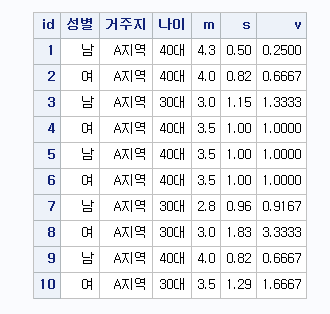 id 성별 거주지 나이 m s v
1 남 A지역 40대 4.3 0.50 0.2500
2 여 A지역 40대 4.0 0.82 0.6667
3 남 A지역 30대 3.0 1.15 1.3333
4 여 A지역 40대 3.5 1.00 1.0000
5 남 A지역 40대 3.5 1.00 1.0000
6 여 A지역 40대 3.5 1.00 1.0000
7 남 A지역 30대 2.8 0.96 0.9167
8 여 A지역 30대 3.0 1.83 3.3333
9 남 A지역 40대 4.0 0.82 0.6667
10 여 A지역 30대 3.5 1.29 1.6667